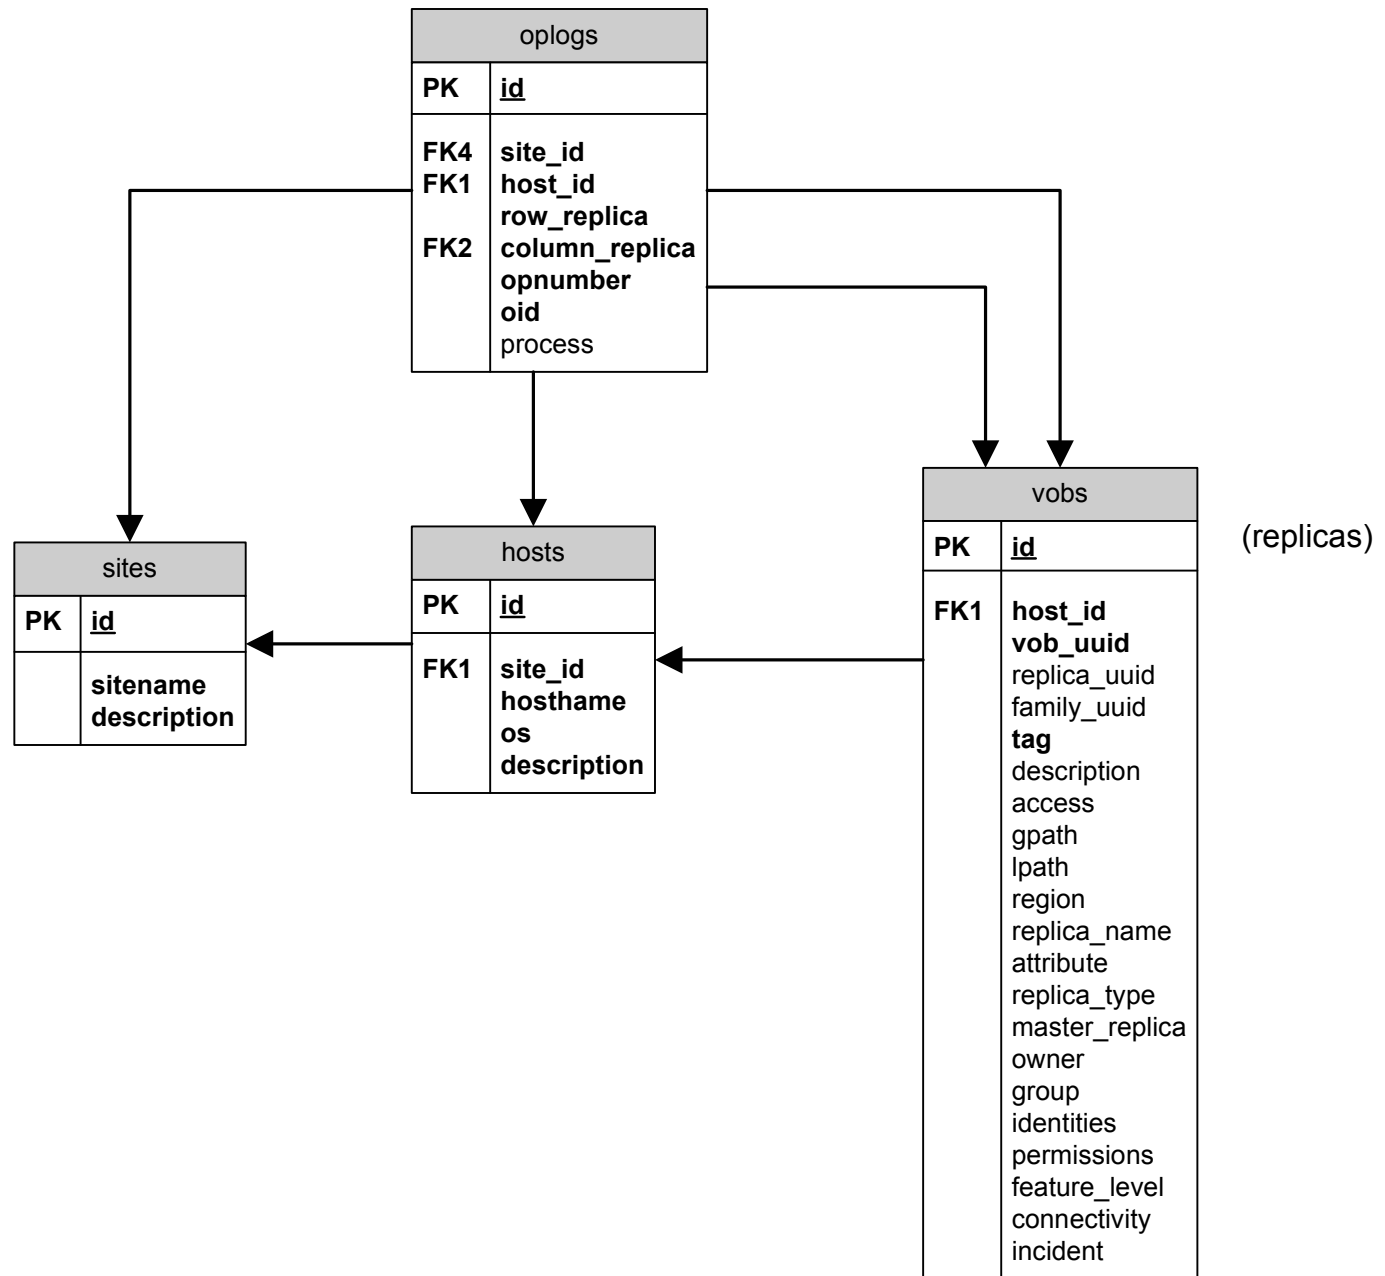 oplogs
PK id
FK4 site_id
FK1 host_id
row_replica
FK2 column_replica
opnumber
oid
process
sites
PK id
sitename
description
hosts
PK id
FK1 site_id
hosthame
os
description
vobs
PK id
FK1 host_id
vob_uuid
replica_uuid
family_uuid
tag
description
access
gpath
lpath
region
replica_name
attribute
replica_type
master_replica
owner
group
identities
permissions
feature_level
connectivity
incident
(replicas)